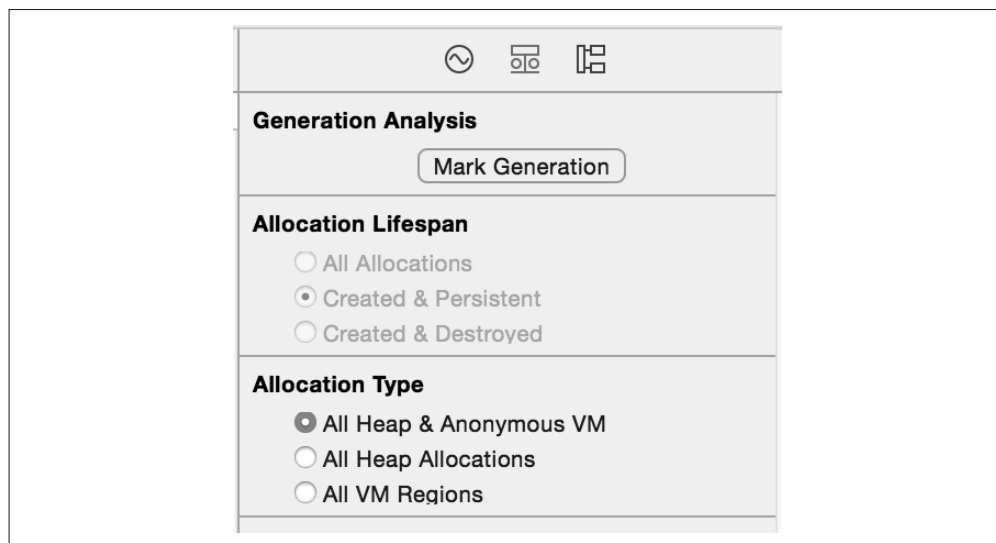 Generation Analysis
Mark Generation
Allocation Lifespan
All Allocations
Created & Persistent
Created & Destroyed
Allocation Type
All Heap & Anonymous VM
All Heap Allocations
All VM Regions